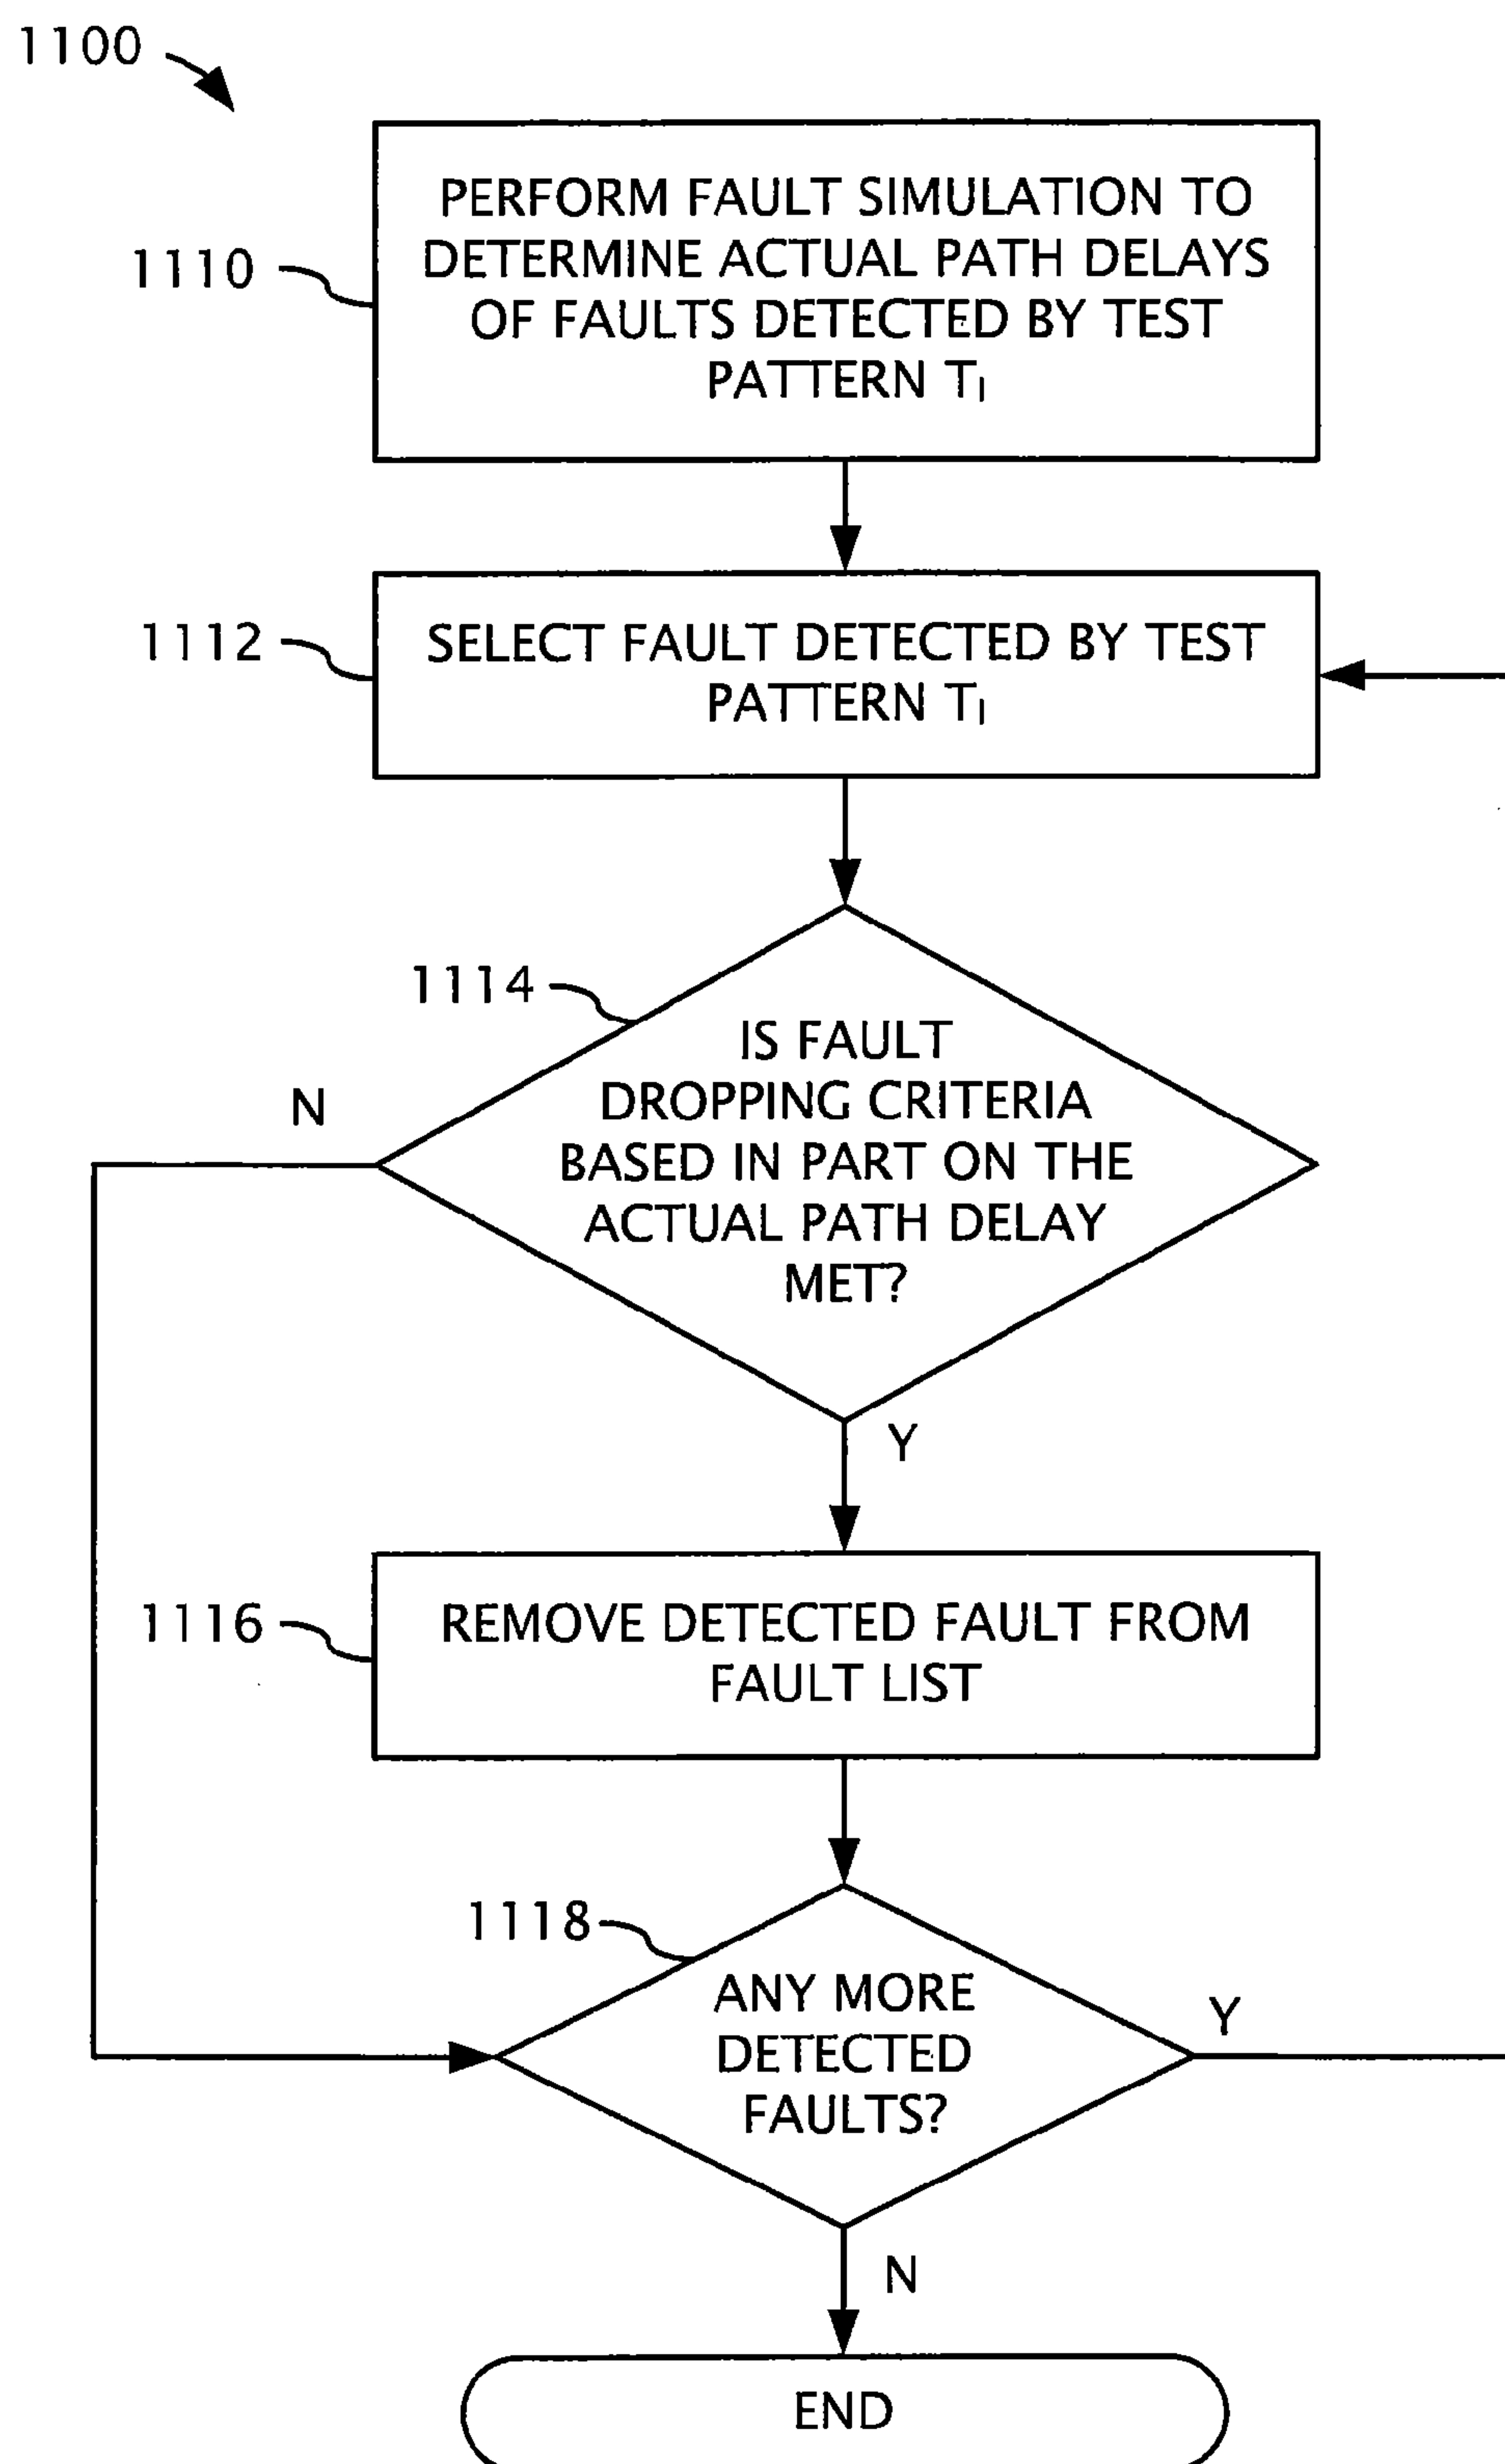 1100
1110
PERFORM FAULT SIMULATION TO
DETERMINE ACTUAL PATH DELAYS
OF FAULTS DETECTED BY TEST
PATTERN TI
1112
SELECT FAULT DETECTED BY TEST
PATTERN TI
1114
IS FAULT
DROPPING CRITERIA
BASED IN PART ON THE
ACTUAL PATH DELAY
MET?
N
Y
1116
REMOVE DETECTED FAULT FROM
FAULT LIST
1118
ANY MORE
DETECTED
FAULTS?
Y
N
END